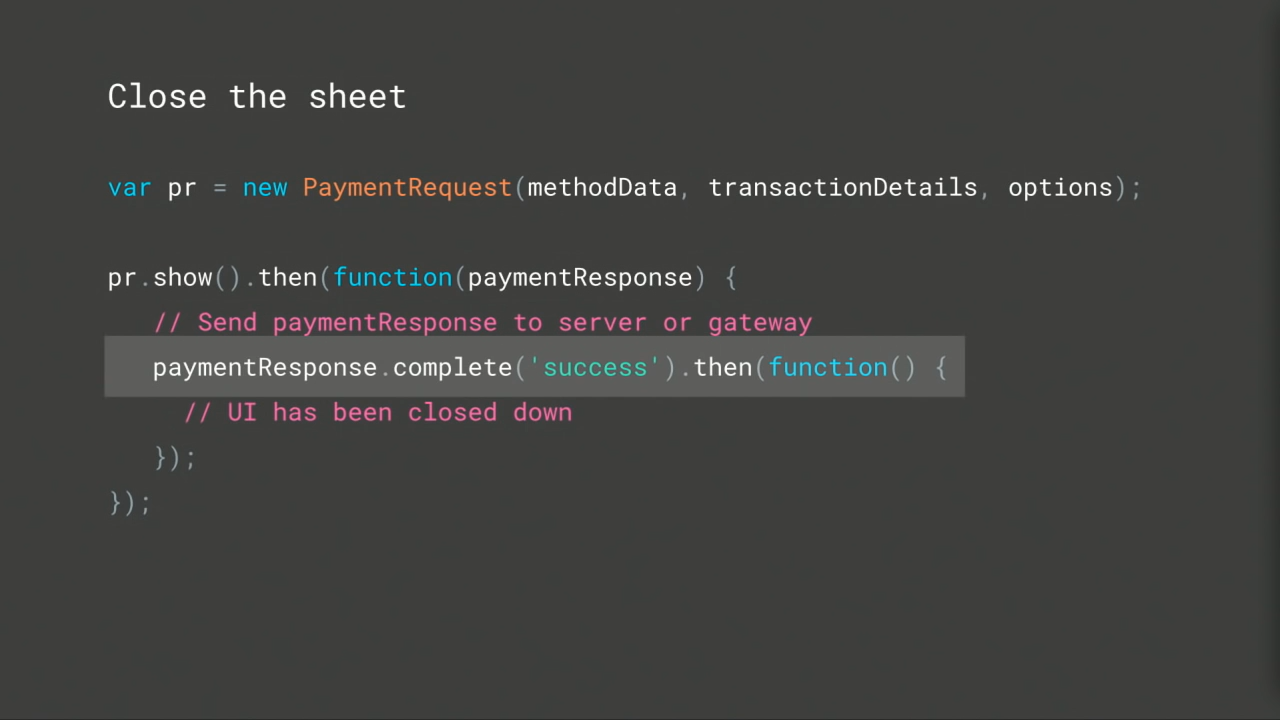 Close the sheet
var pr = new PaymentRequest(methodData, transactionDetails, options);
pr.show().then(function(paymentResponse) {
// Send paymentResponse to server or gateway
paymentResponse.complete('success').then(function() {
// UI has been closed down
});
});